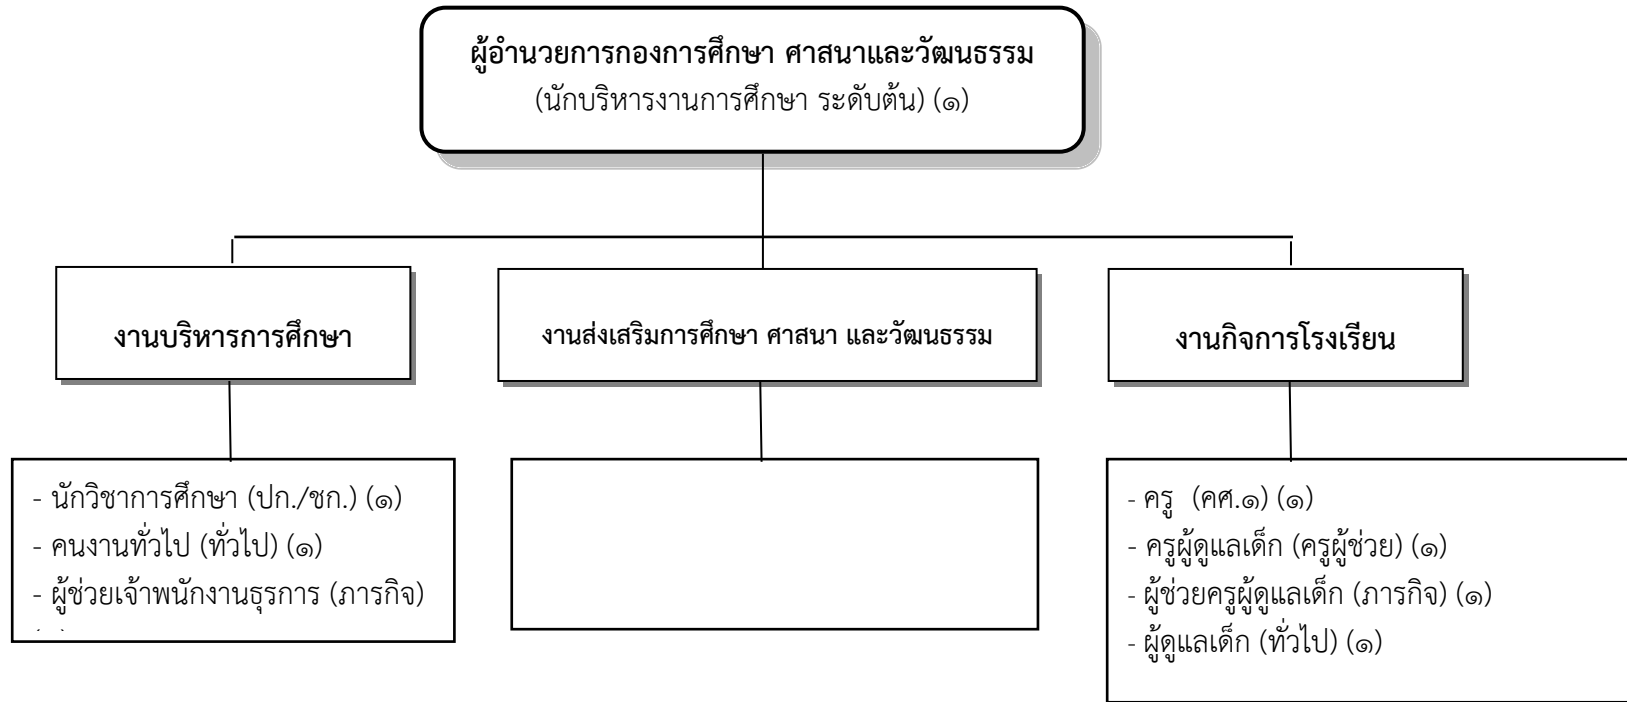 ผู้อำนวยการกองการศึกษา ศาสนาและวัฒนธรรม
(นักบริหารงานการศึกษา ระดับต้น) (๑)
งานบริหารการศึกษา
งานส่งเสริมการศึกษา ศาสนา และวัฒนธรรม
งานกิจการโรงเรียน
- นักวิชาการศึกษา (ปก./ชก.) (๑)
- คนงานทั่วไป (ทั่วไป) (๑)
- ผู้ช่วยเจ้าพนักงานธุรการ (ภารกิจ)
- ครู (คศ.๑) (๑)
- ครูผู้ดูแลเด็ก (ครูผู้ช่วย) (๑)
- ผู้ช่วยครูผู้ดูแลเด็ก (ภารกิจ) (๑)
- ผู้ดูแลเด็ก (ทั่วไป) (๑)